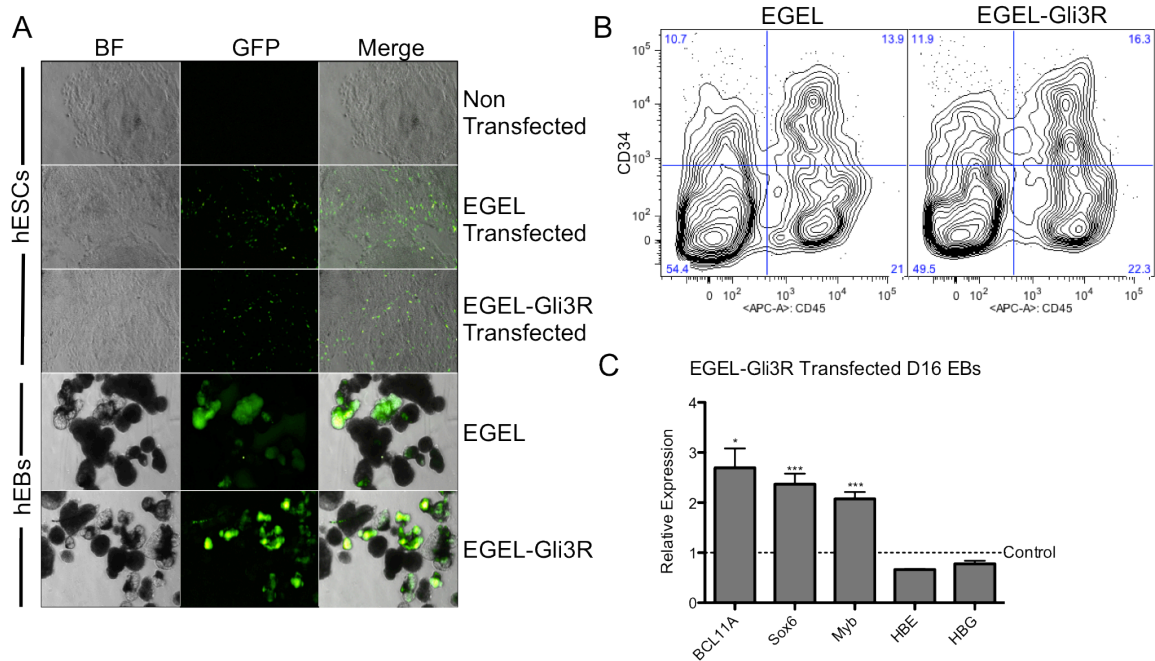 A
BF GFP Merge
hESCs
Non
Transfected
EGEL
Transfected
EGEL-Gli3R
Transfected
hEBs
EGEL
EGEL-Gli3R
B
EGEL EGEL-Gli3R
10.7 13.9 11.9 16.3
CD34
10⁵
10⁴
10³
10²
0
54.4 21 49.5 22.3
0 10² 10³ 10⁴ 10⁵ 0 10² 10³ 10⁴ 10⁵
<APC-A>: CD45 <APC-A>: CD45
C
EGEL-Gli3R Transfected D16 EBs
Relative Expression
4
3
2
1
0
* *** ***
Control
BCL11A Sox6 Myb HBE HBG